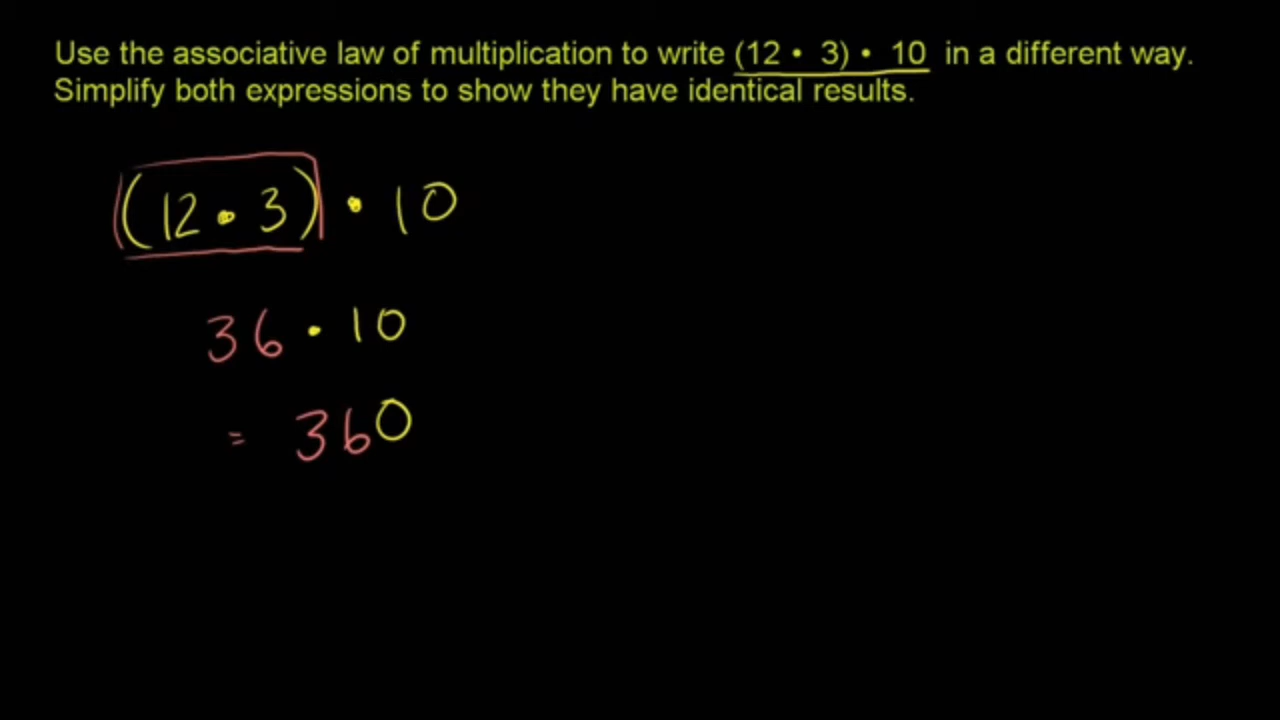 Use the associative law of multiplication to write (12 • 3) • 10 in a different way.
Simplify both expressions to show they have identical results.
(12 • 3) • 10
36 • 10
= 360